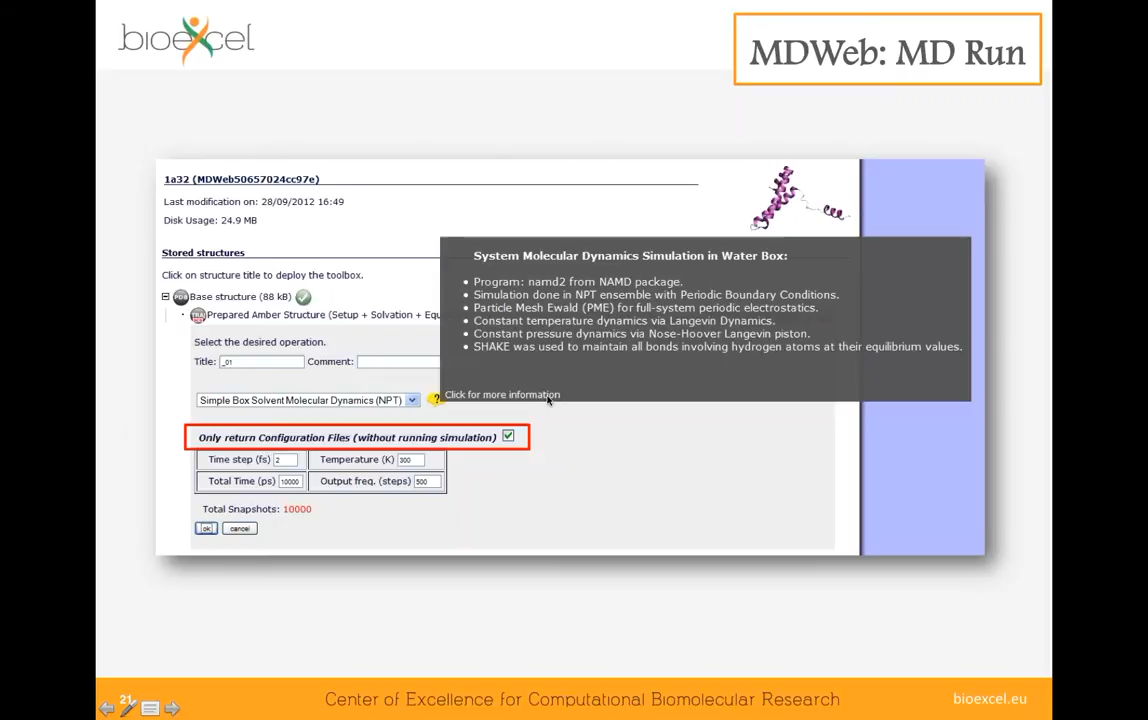 bioexcel
MDWeb: MD Run
1a32 (MDWeb50657024cc97e)
Last modification on: 28/09/2012 16:49
Disk Usage: 24.9 MB
Stored structures
Click on structure title to deploy the toolbox.
Base structure (88 kB)
Prepared Amber Structure (Setup + Solvation + Equ
Select the desired operation.
Title: _01 Comment:
Simple Box Solvent Molecular Dynamics (NPT) ?
System Molecular Dynamics Simulation in Water Box:
• Program: namd2 from NAMD package.
• Simulation done in NPT ensemble with Periodic Boundary Conditions.
• Particle Mesh Ewald (PME) for full-system periodic electrostatics.
• Constant temperature dynamics via Langevin Dynamics.
• Constant pressure dynamics via Nose-Hoover Langevin piston.
• SHAKE was used to maintain all bonds involving hydrogen atoms at their equilibrium values.
Click for more information
Only return Configuration Files (without running simulation)
Time step (fs) 2 Temperature (K) 300
Total Time (ps) 10000 Output freq. (steps) 500
Total Snapshots: 10000
ok cancel
21
Center of Excellence for Computational Biomolecular Research
bioexcel.eu